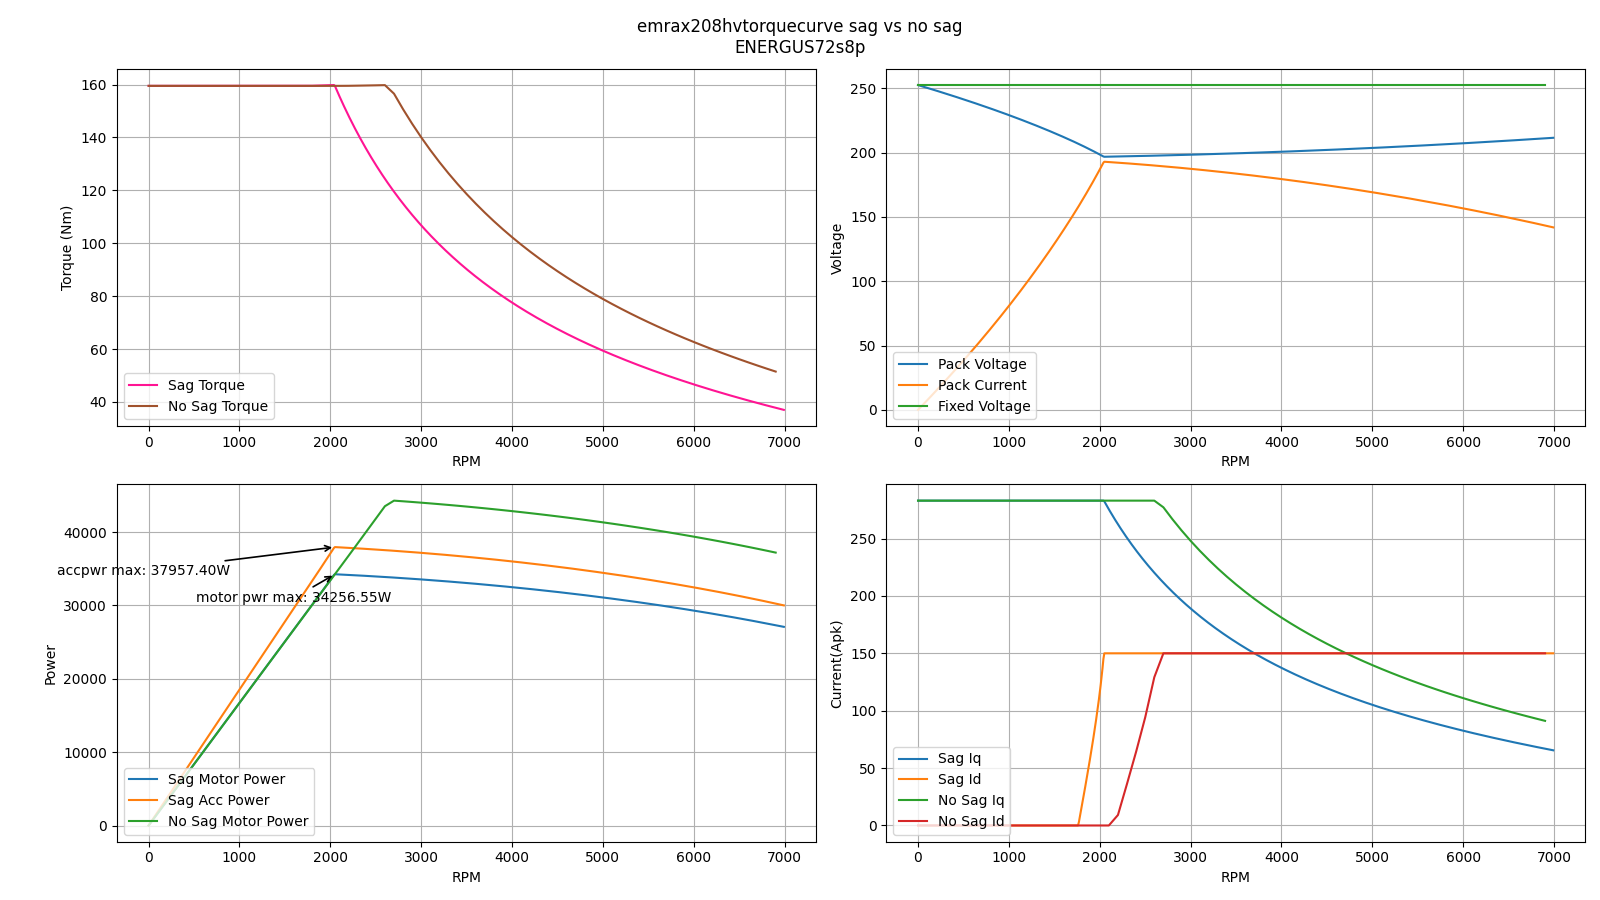 emrax208hvtorquecurve sag vs no sag
ENERGUS72s8p
160
140
120
100
80
60
40
Torque (Nm)
Sag Torque
No Sag Torque
0 1000 2000 3000 4000 5000 6000 7000
RPM
250
200
150
100
50
0
Voltage
Pack Voltage
Pack Current
Fixed Voltage
0 1000 2000 3000 4000 5000 6000 7000
RPM
40000
30000
20000
10000
0
Power
accpwr max: 37957.40W
motor pwr max: 34256.55W
Sag Motor Power
Sag Acc Power
No Sag Motor Power
0 1000 2000 3000 4000 5000 6000 7000
RPM
250
200
150
100
50
0
Current(Apk)
Sag Iq
Sag Id
No Sag Iq
No Sag Id
0 1000 2000 3000 4000 5000 6000 7000
RPM